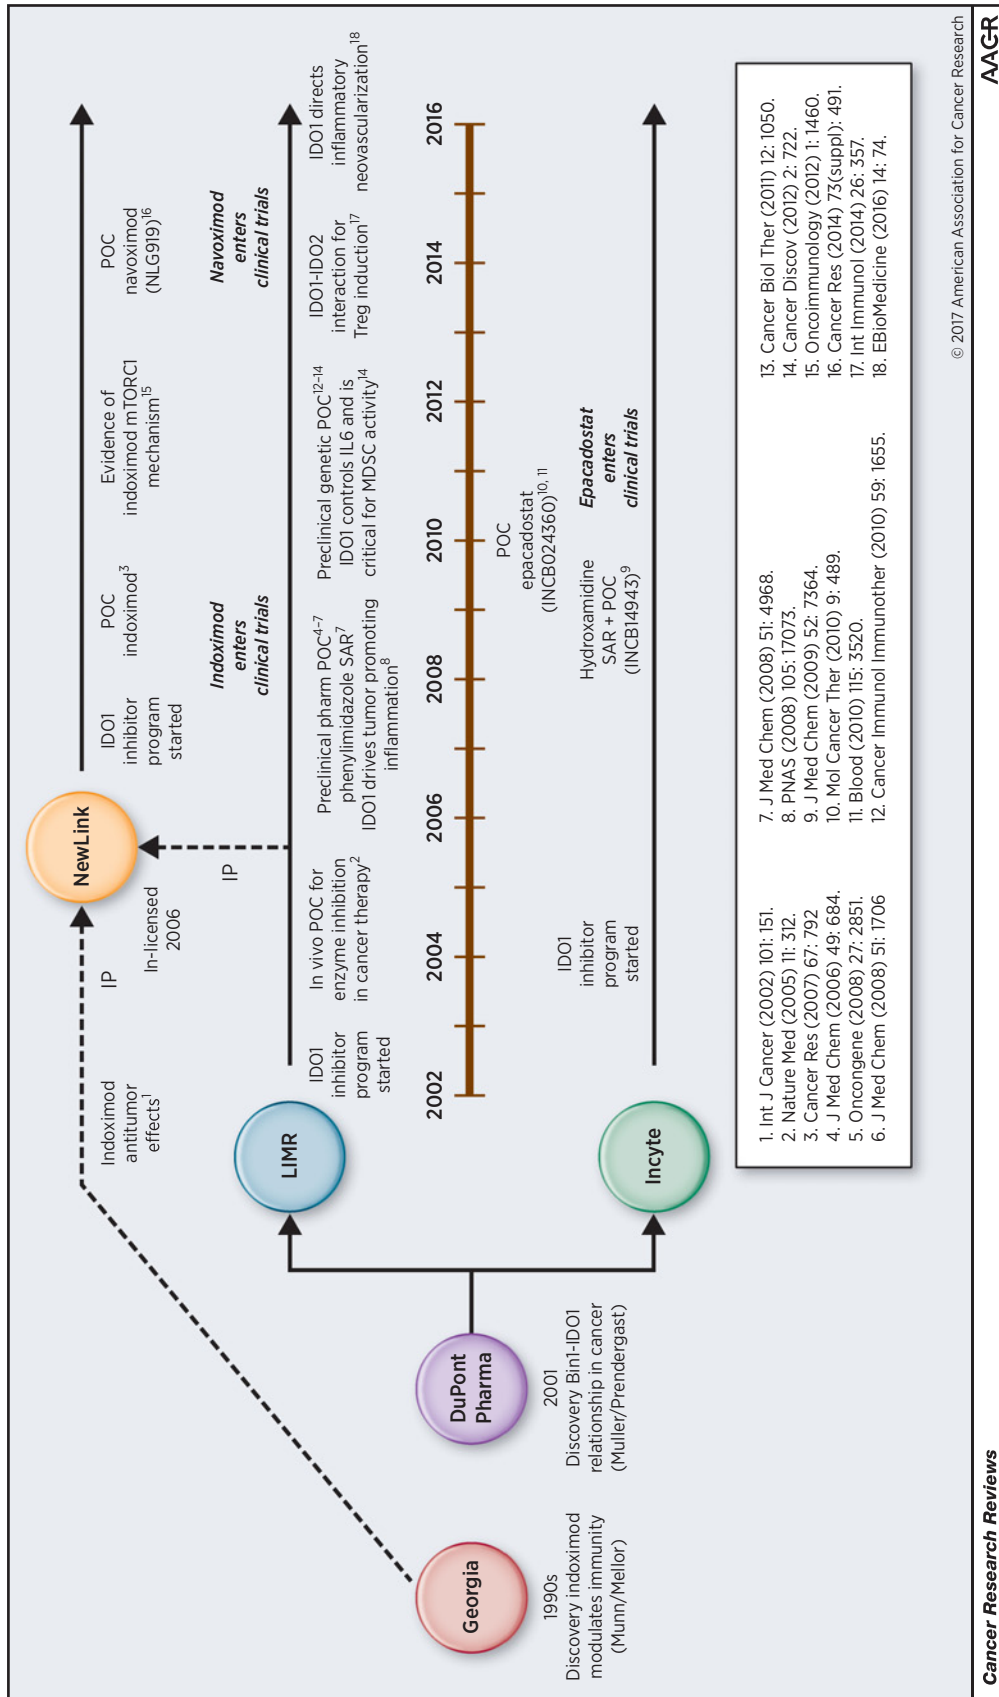 Georgia
1990s
Discovery indoximod
modulates immunity
(Munn/Mellor)
DuPont
Pharma
2001
Discovery Bin1-IDO1
relationship in cancer
(Muller/Prendergast)
Indoximod
antitumor
effects1
IP
In-licensed
2006
NewLink
IP
IDO1
inhibitor
program
started
POC
indoximod3
Evidence of
indoximod mTORC1
mechanism15
POC
navoximod
(NLG919)16
Indoximod
enters
clinical trials
Navoximod
enters
clinical trials
LIMR
IDO1
inhibitor
program
started
In vivo POC for
enzyme inhibition
in cancer therapy2
Preclinical pharm POC4–7
phenylimidazole SAR7
IDO1 drives tumor promoting
inflammation8
Preclinical genetic POC12–14
IDO1 controls IL6 and is
critical for MDSC activity14
IDO1-IDO2
interaction for
Treg induction17
IDO1 directs
inflammatory
neovascularization18
2002
2004
2006
2008
2010
2012
2014
2016
Incyte
IDO1
inhibitor
program
started
Hydroxamidine
SAR + POC
(INCB14943)9
POC
epacadostat
(INCB024360)10, 11
Epacadostat
enters
clinical trials
1. Int J Cancer (2002) 101: 151.
2. Nature Med (2005) 11: 312.
3. Cancer Res (2007) 67: 792
4. J Med Chem (2006) 49: 684.
5. Oncongene (2008) 27: 2851.
6. J Med Chem (2008) 51: 1706
7. J Med Chem (2008) 51: 4968.
8. PNAS (2008) 105: 17073.
9. J Med Chem (2009) 52: 7364.
10. Mol Cancer Ther (2010) 9: 489.
11. Blood (2010) 115: 3520.
12. Cancer Immunol Immunother (2010) 59: 1655.
13. Cancer Biol Ther (2011) 12: 1050.
14. Cancer Discov (2012) 2: 722.
15. Oncoimmunology (2012) 1: 1460.
16. Cancer Res (2014) 73(suppl): 491.
17. Int Immunol (2014) 26: 357.
18. EBioMedicine (2016) 14: 74.
© 2017 American Association for Cancer Research
Cancer Research Reviews
AACR